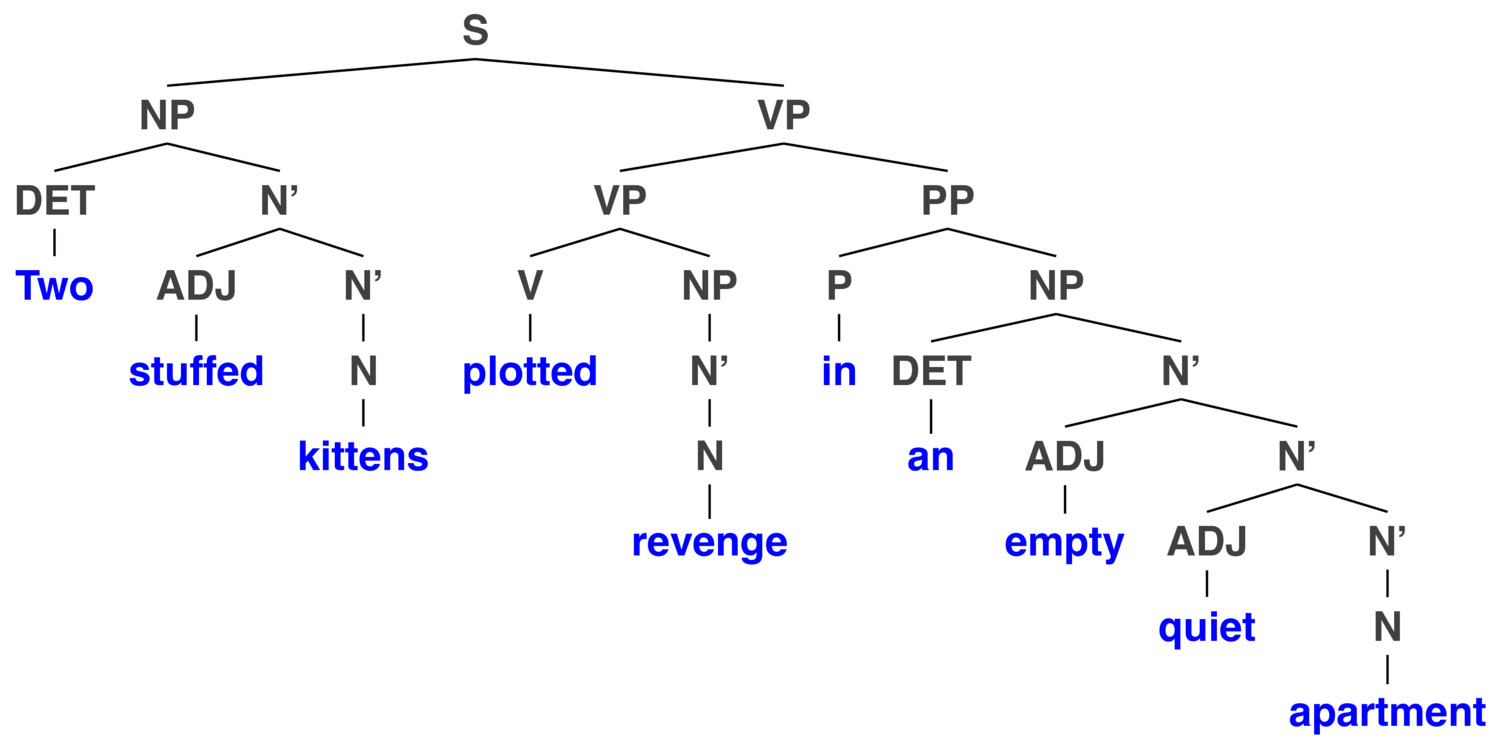 S
NP VP
DET N’ VP PP
Two ADJ N’ V NP P NP
stuffed N plotted N’ in DET N’
kittens N an ADJ N’
revenge empty ADJ N’
quiet N
apartment